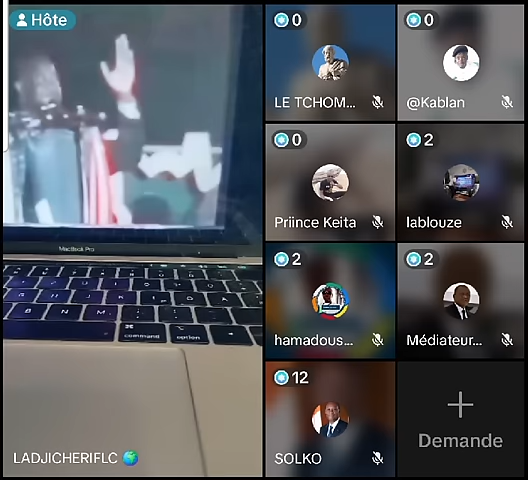 Hôte
0
LE TCHOM...
0
@Kablan
0
Priince Keita
2
lablouze
2
hamadous...
2
Médiateur...
12
SOLKO
Demande
MacBook Pro
command
option
LADJICHERIFLC